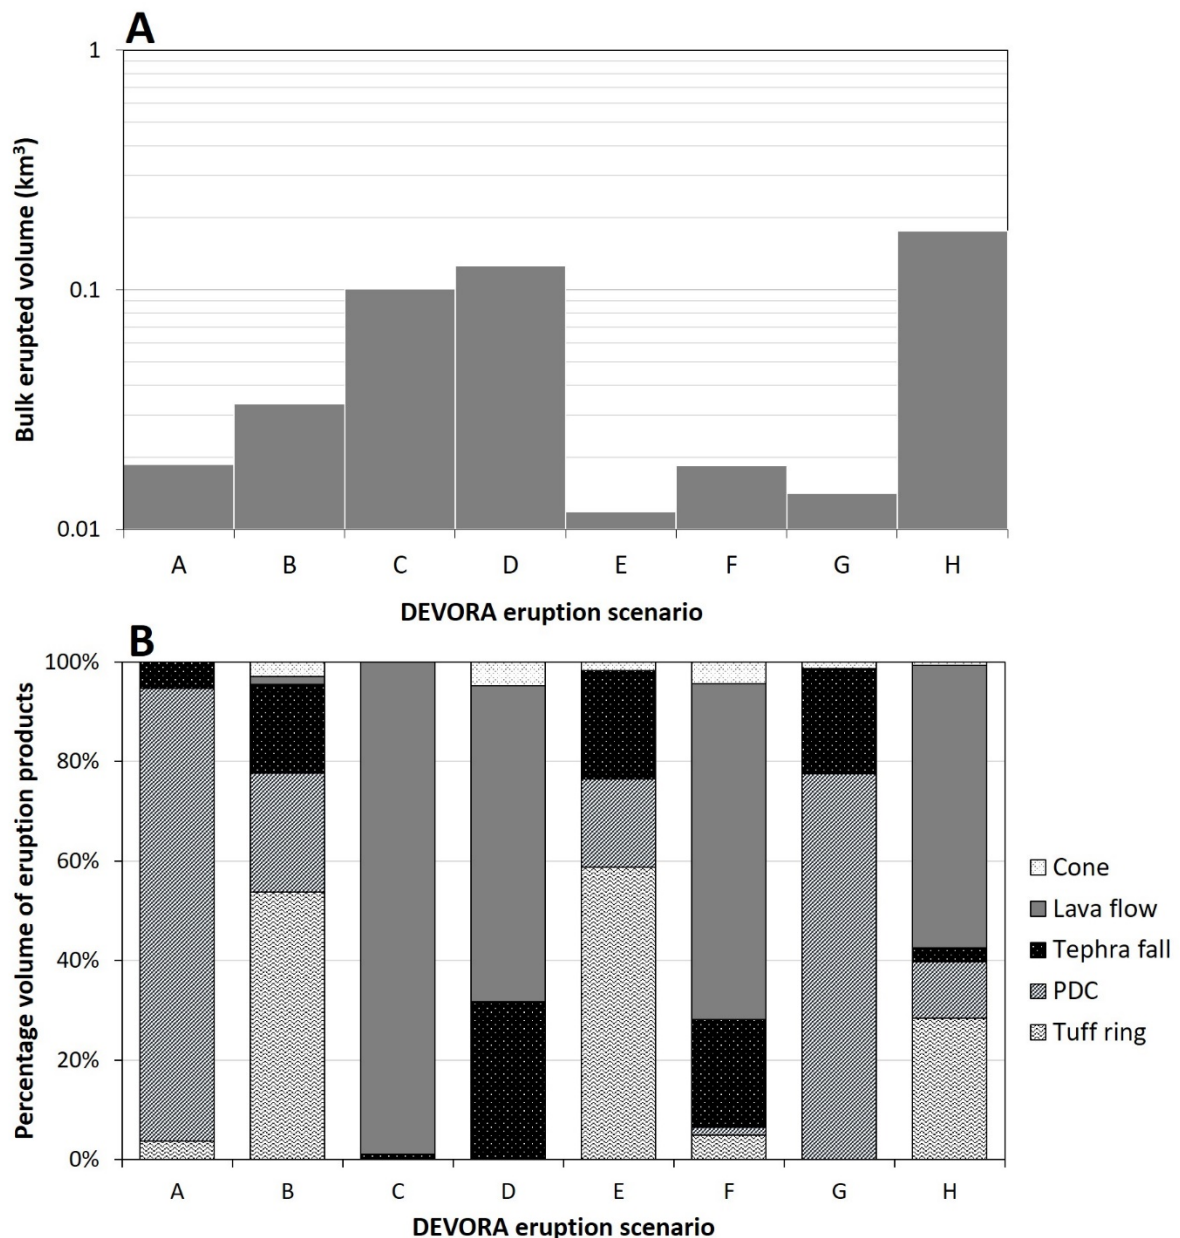 A
1
0.1
0.01
Bulk erupted volume (km³)
A B C D E F G H
DEVORA eruption scenario
B
100%
80%
60%
40%
20%
0%
Percentage volume of eruption products
Cone
Lava flow
Tephra fall
PDC
Tuff ring
A B C D E F G H
DEVORA eruption scenario